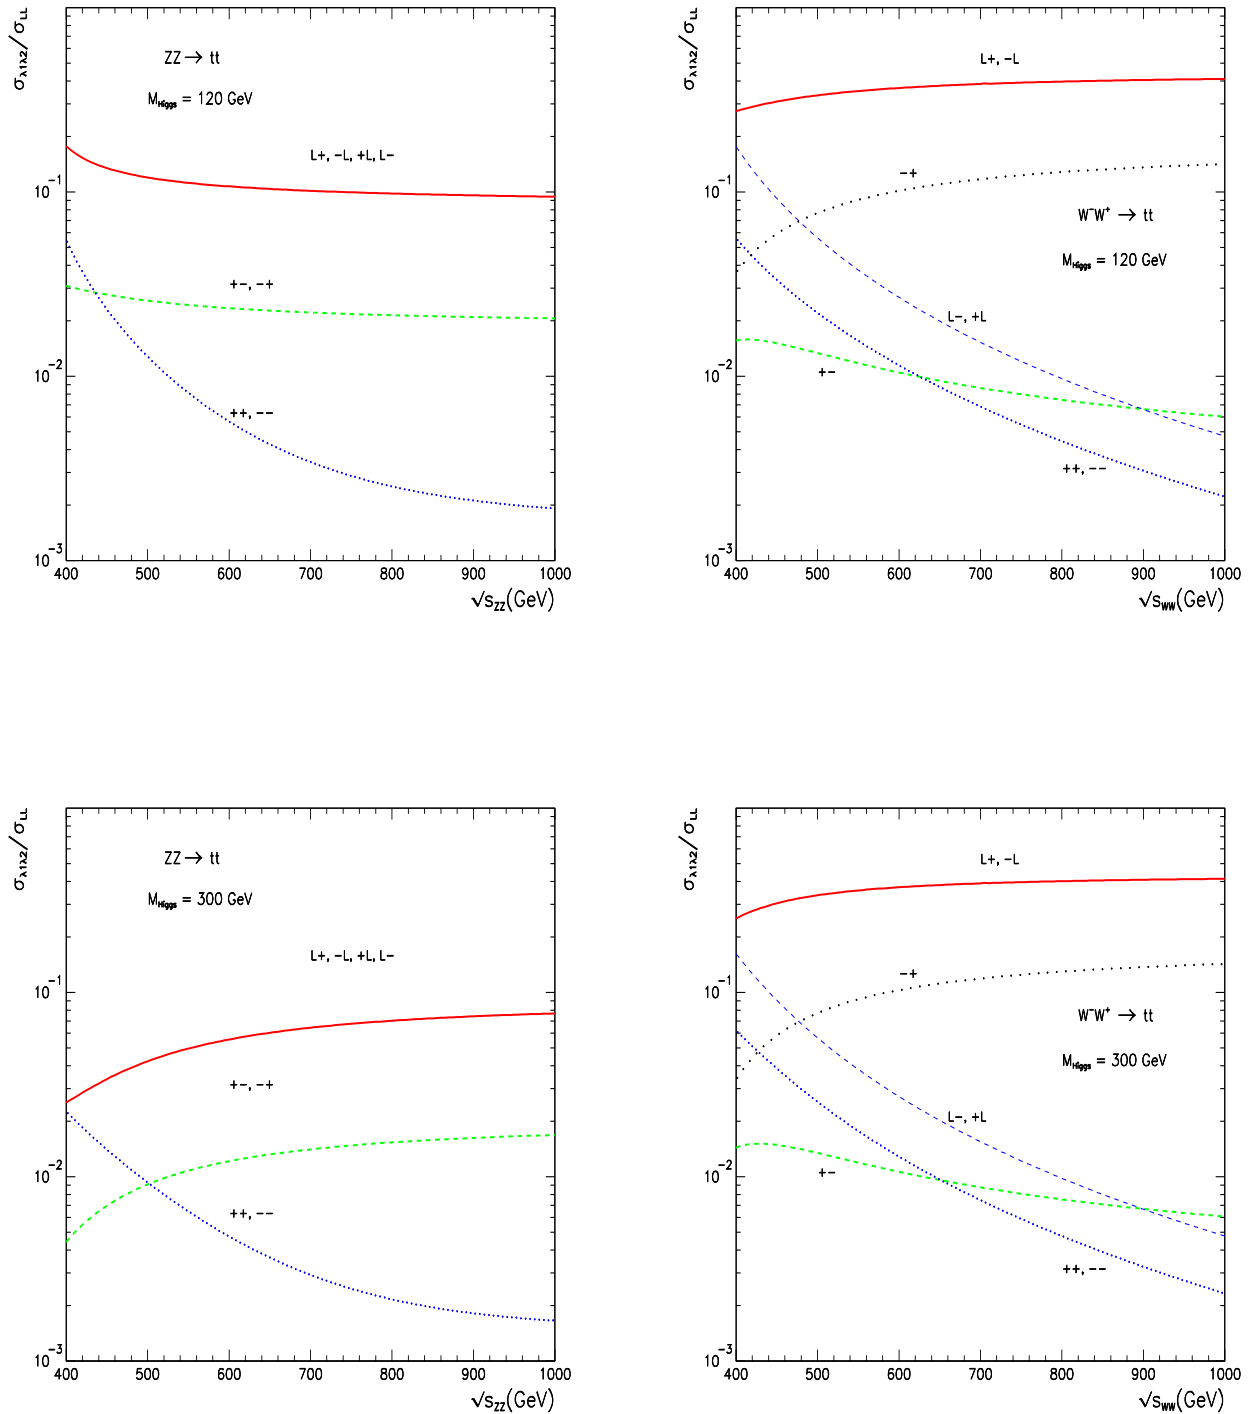 σλ1λ2/σLL
ZZ → tt
MHiggs = 120 GeV
L+, −L, +L, L−
+−, −+
++, −−
10⁻¹
10⁻²
10⁻³
400 500 600 700 800 900 1000
√sZZ(GeV)
σλ1λ2/σLL
L+, −L
−+
W⁻W⁺ → tt
MHiggs = 120 GeV
L−, +L
+−
++, −−
10⁻¹
10⁻²
10⁻³
400 500 600 700 800 900 1000
√sWW(GeV)
σλ1λ2/σLL
ZZ → tt
MHiggs = 300 GeV
L+, −L, +L, L−
+−, −+
++, −−
10⁻¹
10⁻²
10⁻³
400 500 600 700 800 900 1000
√sZZ(GeV)
σλ1λ2/σLL
L+, −L
−+
W⁻W⁺ → tt
MHiggs = 300 GeV
L−, +L
+−
++, −−
10⁻¹
10⁻²
10⁻³
400 500 600 700 800 900 1000
√sWW(GeV)